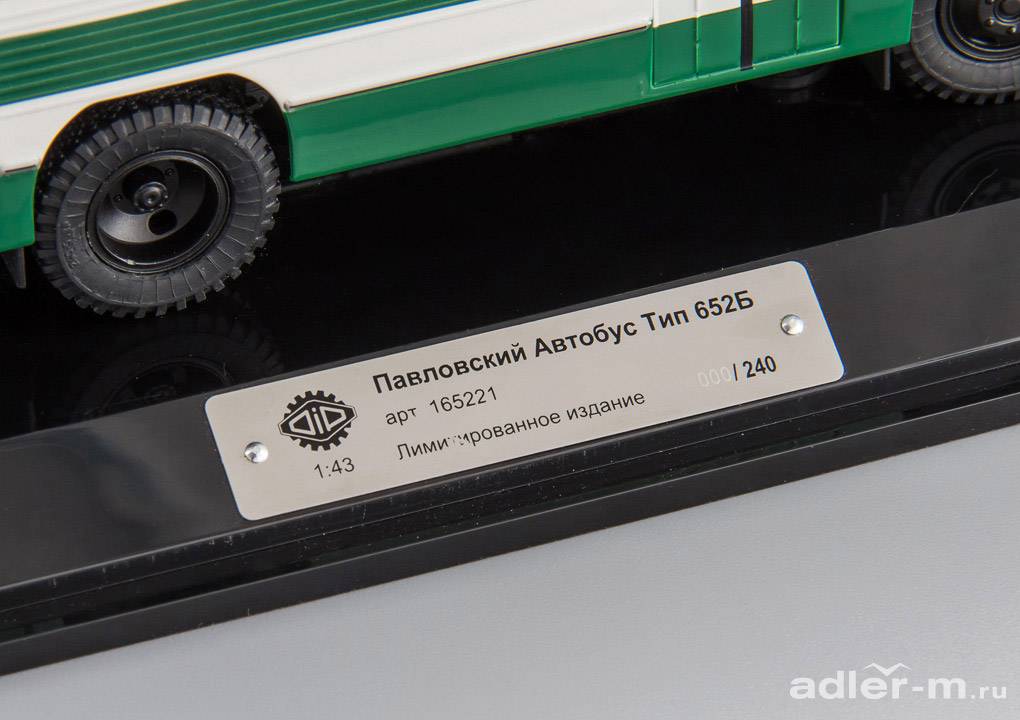 Павловский Автобус Тип 652Б
арт 165221
000/ 240
Лимитированное издание
DiP
1:43
adler-m.ru